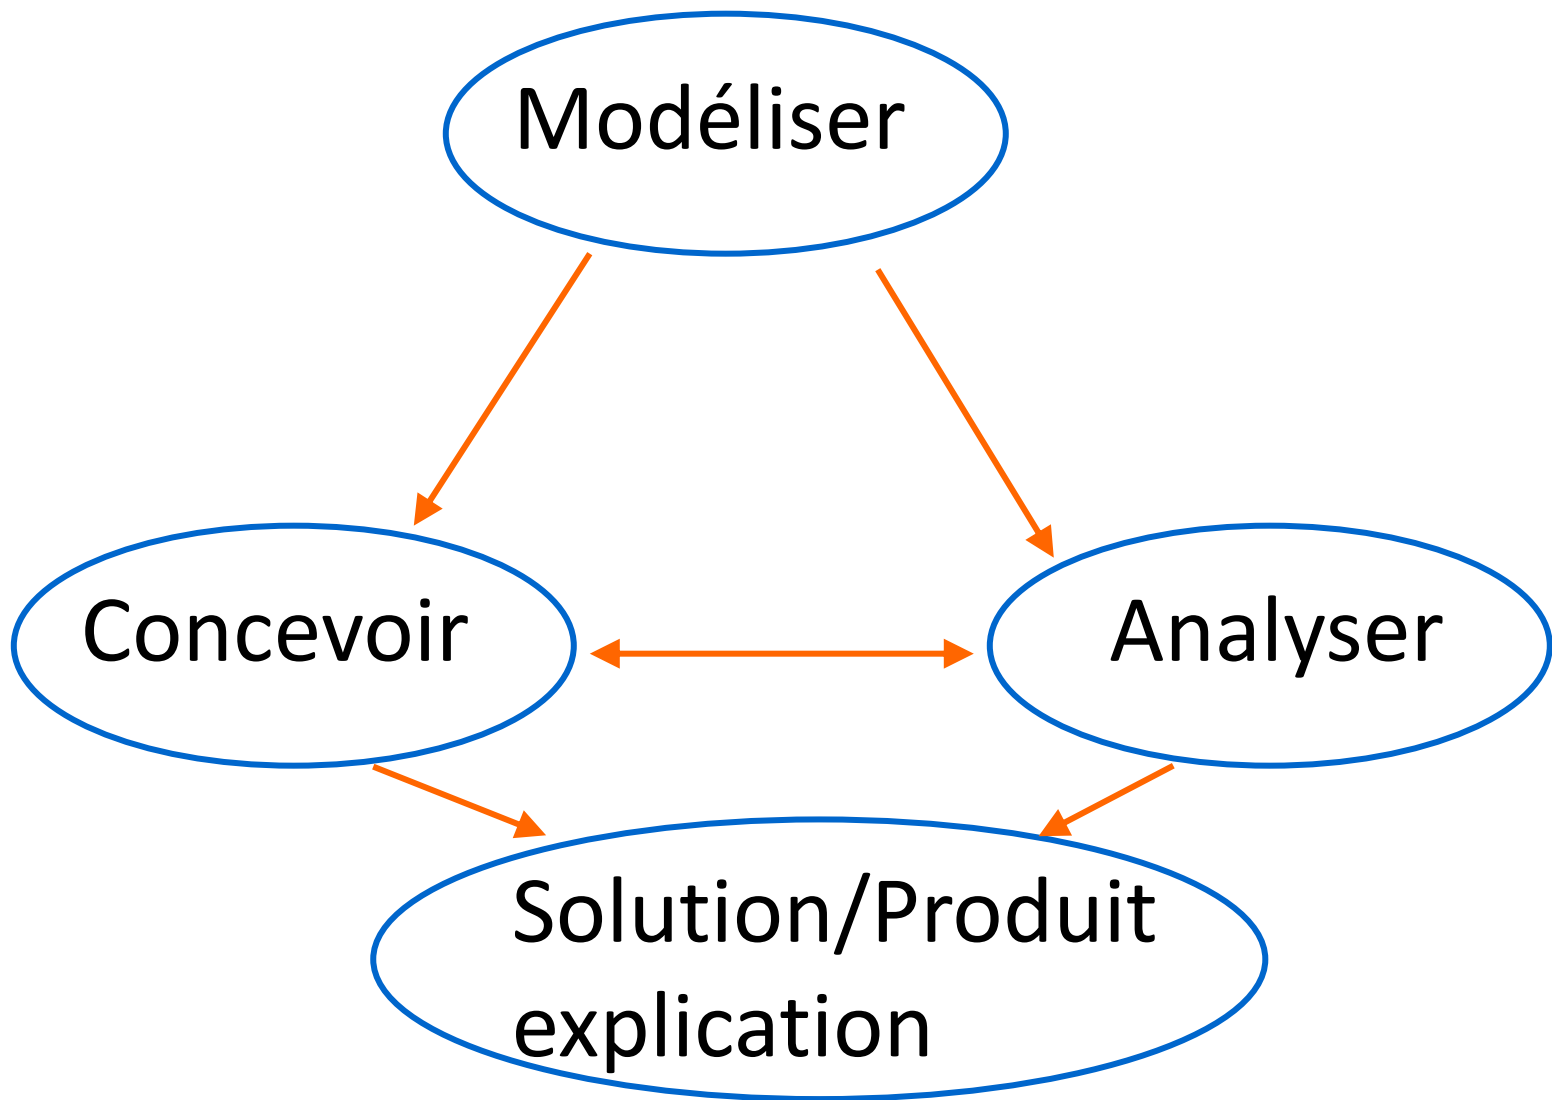 Modéliser
Concevoir
Analyser
Solution/Produit
explication